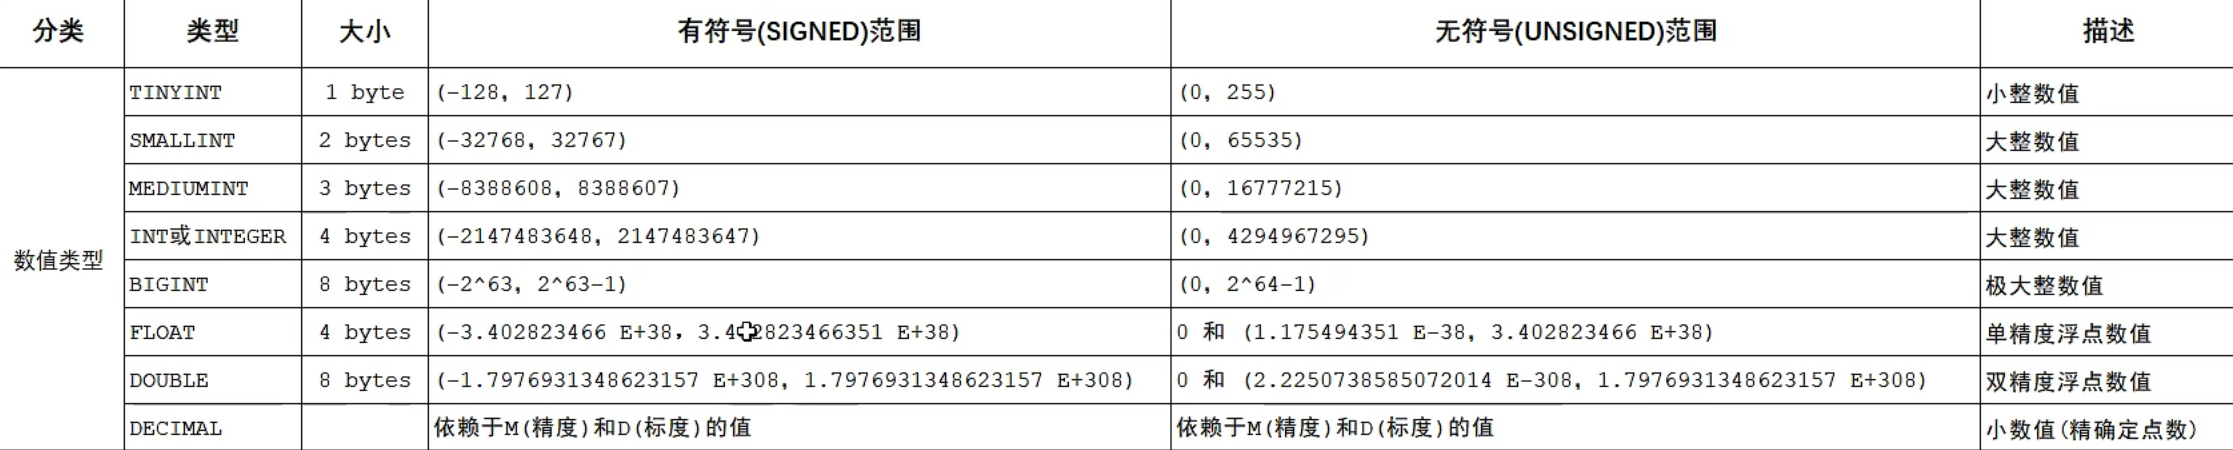 分类 类型 大小 有符号(SIGNED)范围 无符号(UNSIGNED)范围 描述
数值类型
TINYINT 1 byte (-128, 127) (0, 255) 小整数值
SMALLINT 2 bytes (-32768, 32767) (0, 65535) 大整数值
MEDIUMINT 3 bytes (-8388608, 8388607) (0, 16777215) 大整数值
INT或INTEGER 4 bytes (-2147483648, 2147483647) (0, 4294967295) 大整数值
BIGINT 8 bytes (-2^63, 2^63-1) (0, 2^64-1) 极大整数值
FLOAT 4 bytes (-3.402823466 E+38, 3.402823466351 E+38) 0 和 (1.175494351 E-38, 3.402823466 E+38) 单精度浮点数值
DOUBLE 8 bytes (-1.7976931348623157 E+308, 1.7976931348623157 E+308) 0 和 (2.2250738585072014 E-308, 1.7976931348623157 E+308) 双精度浮点数值
DECIMAL 依赖于M(精度)和D(标度)的值 依赖于M(精度)和D(标度)的值 小数值(精确定点数)